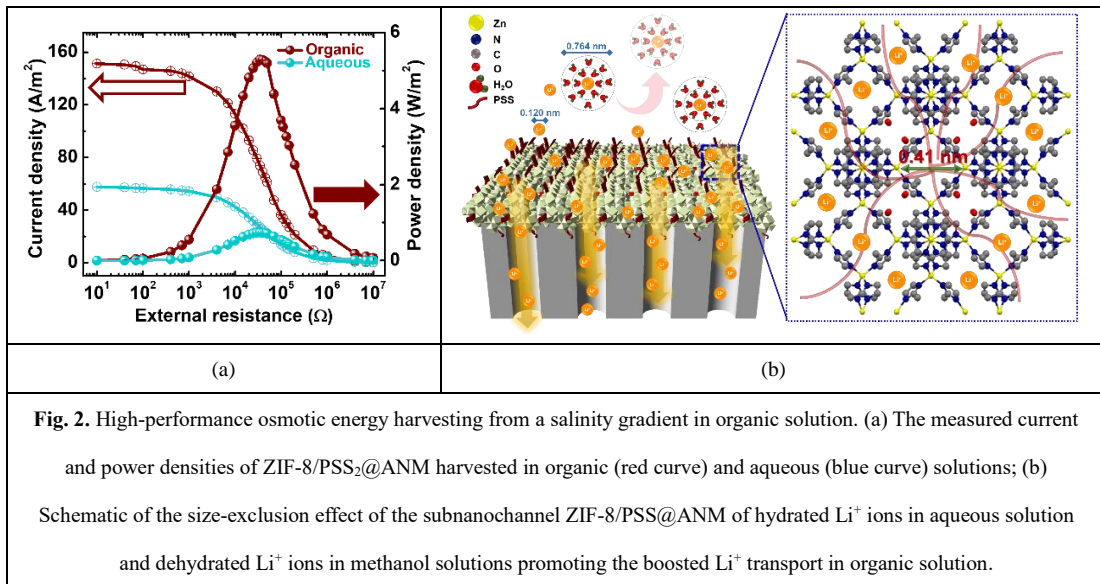 Organic
Aqueous
Current density (A/m²)
160
120
80
40
0
6
4
2
0
Power density (W/m²)
10¹ 10² 10³ 10⁴ 10⁵ 10⁶ 10⁷
External resistance (Ω)
Zn
N
C
O
H₂O
PSS
0.764 nm
0.120 nm
Li⁺
0.41 nm
(a)
(b)
Fig. 2. High-performance osmotic energy harvesting from a salinity gradient in organic solution. (a) The measured current
and power densities of ZIF-8/PSS₂@ANM harvested in organic (red curve) and aqueous (blue curve) solutions; (b)
Schematic of the size-exclusion effect of the subnanochannel ZIF-8/PSS@ANM of hydrated Li⁺ ions in aqueous solution
and dehydrated Li⁺ ions in methanol solutions promoting the boosted Li⁺ transport in organic solution.